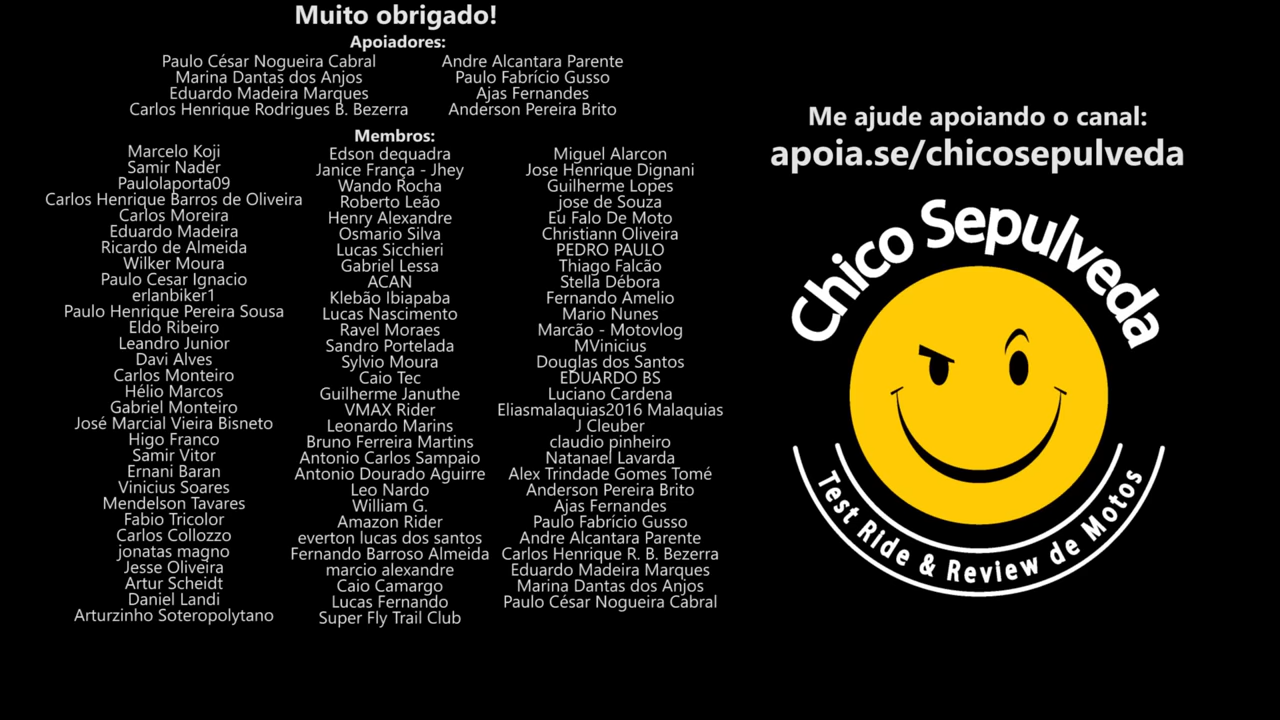 Muito obrigado!
Apoiadores:
Paulo César Nogueira Cabral
Marina Dantas dos Anjos
Eduardo Madeira Marques
Carlos Henrique Rodrigues B. Bezerra
Andre Alcantara Parente
Paulo Fabrício Gusso
Ajas Fernandes
Anderson Pereira Brito
Membros:
Marcelo Koji
Samir Nader
Paulolaporta09
Carlos Henrique Barros de Oliveira
Carlos Moreira
Eduardo Madeira
Ricardo de Almeida
Wilker Moura
Paulo Cesar Ignacio
erlanbiker1
Paulo Henrique Pereira Sousa
Eldo Ribeiro
Leandro Junior
Davi Alves
Carlos Monteiro
Hélio Marcos
Gabriel Monteiro
José Marcial Vieira Bisneto
Higo Franco
Samir Vitor
Ernani Baran
Vinicius Soares
Mendelson Tavares
Fabio Tricolor
Carlos Collozzo
jonatas magno
Jesse Oliveira
Artur Scheidt
Daniel Landi
Arturzinho Soteropolytano
Edson dequadra
Janice França - Jhey
Wando Rocha
Roberto Leão
Henry Alexandre
Osmario Silva
Lucas Sicchieri
Gabriel Lessa
ACAN
Klebão Ibiapaba
Lucas Nascimento
Ravel Moraes
Sandro Portelada
Sylvio Moura
Caio Tec
Guilherme Januthe
VMAX Rider
Leonardo Marins
Bruno Ferreira Martins
Antonio Carlos Sampaio
Antonio Dourado Aguirre
Leo Nardo
William G.
Amazon Rider
everton lucas dos santos
Fernando Barroso Almeida
marcio alexandre
Caio Camargo
Lucas Fernando
Super Fly Trail Club
Miguel Alarcon
Jose Henrique Dignani
Guilherme Lopes
jose de Souza
Eu Falo De Moto
Christiann Oliveira
PEDRO PAULO
Thiago Falcão
Stella Débora
Fernando Amelio
Mario Nunes
Marcão - Motovlog
MVinicius
Douglas dos Santos
EDUARDO BS
Luciano Cardena
Eliasmalaquias2016 Malaquias
J Cleuber
claudio pinheiro
Natanael Lavarda
Alex Trindade Gomes Tomé
Anderson Pereira Brito
Ajas Fernandes
Paulo Fabrício Gusso
Andre Alcantara Parente
Carlos Henrique R. B. Bezerra
Eduardo Madeira Marques
Marina Dantas dos Anjos
Paulo César Nogueira Cabral
Me ajude apoiando o canal:
apoia.se/chicosepulveda
Chico Sepulveda
Test Ride & Review de Motos